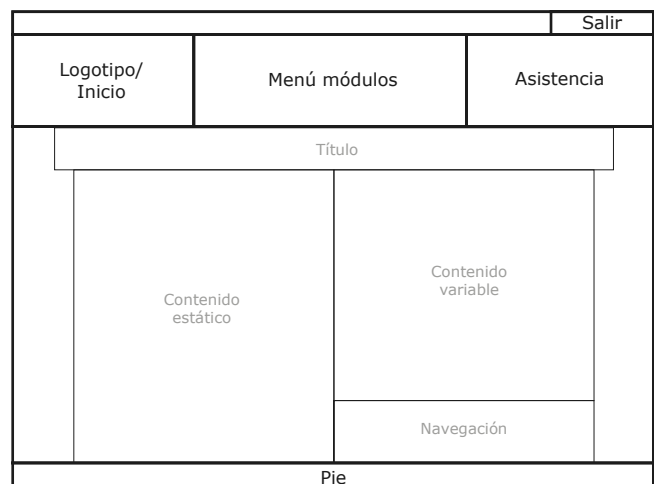 Salir
Logotipo/
Inicio
Menú módulos
Asistencia
Título
Contenido
estático
Contenido
variable
Navegación
Pie